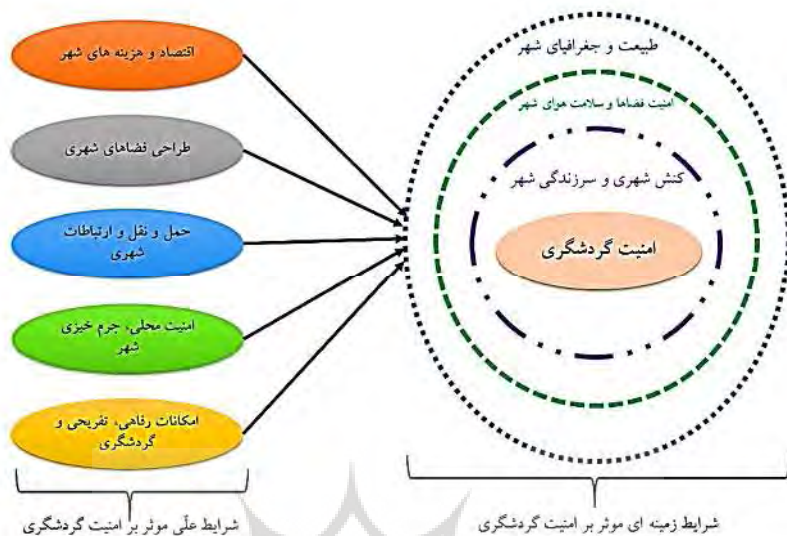 طبیعت و جغرافیای شهر
امنیت فضاها و سلامت هوای شهر
کنش شهری و سرزندگی شهر
امنیت گردشگری
اقتصاد و هزینه های شهر
طراحی فضاهای شهری
حمل و نقل و ارتباطات
شهری
امنیت محلی، جرم خیزی
شهر
امکانات رفاهی، تفریحی و
گردشگری
شرایط زمینه ای موثر بر امنیت گردشگری
شرایط علّی موثر بر امنیت گردشگری